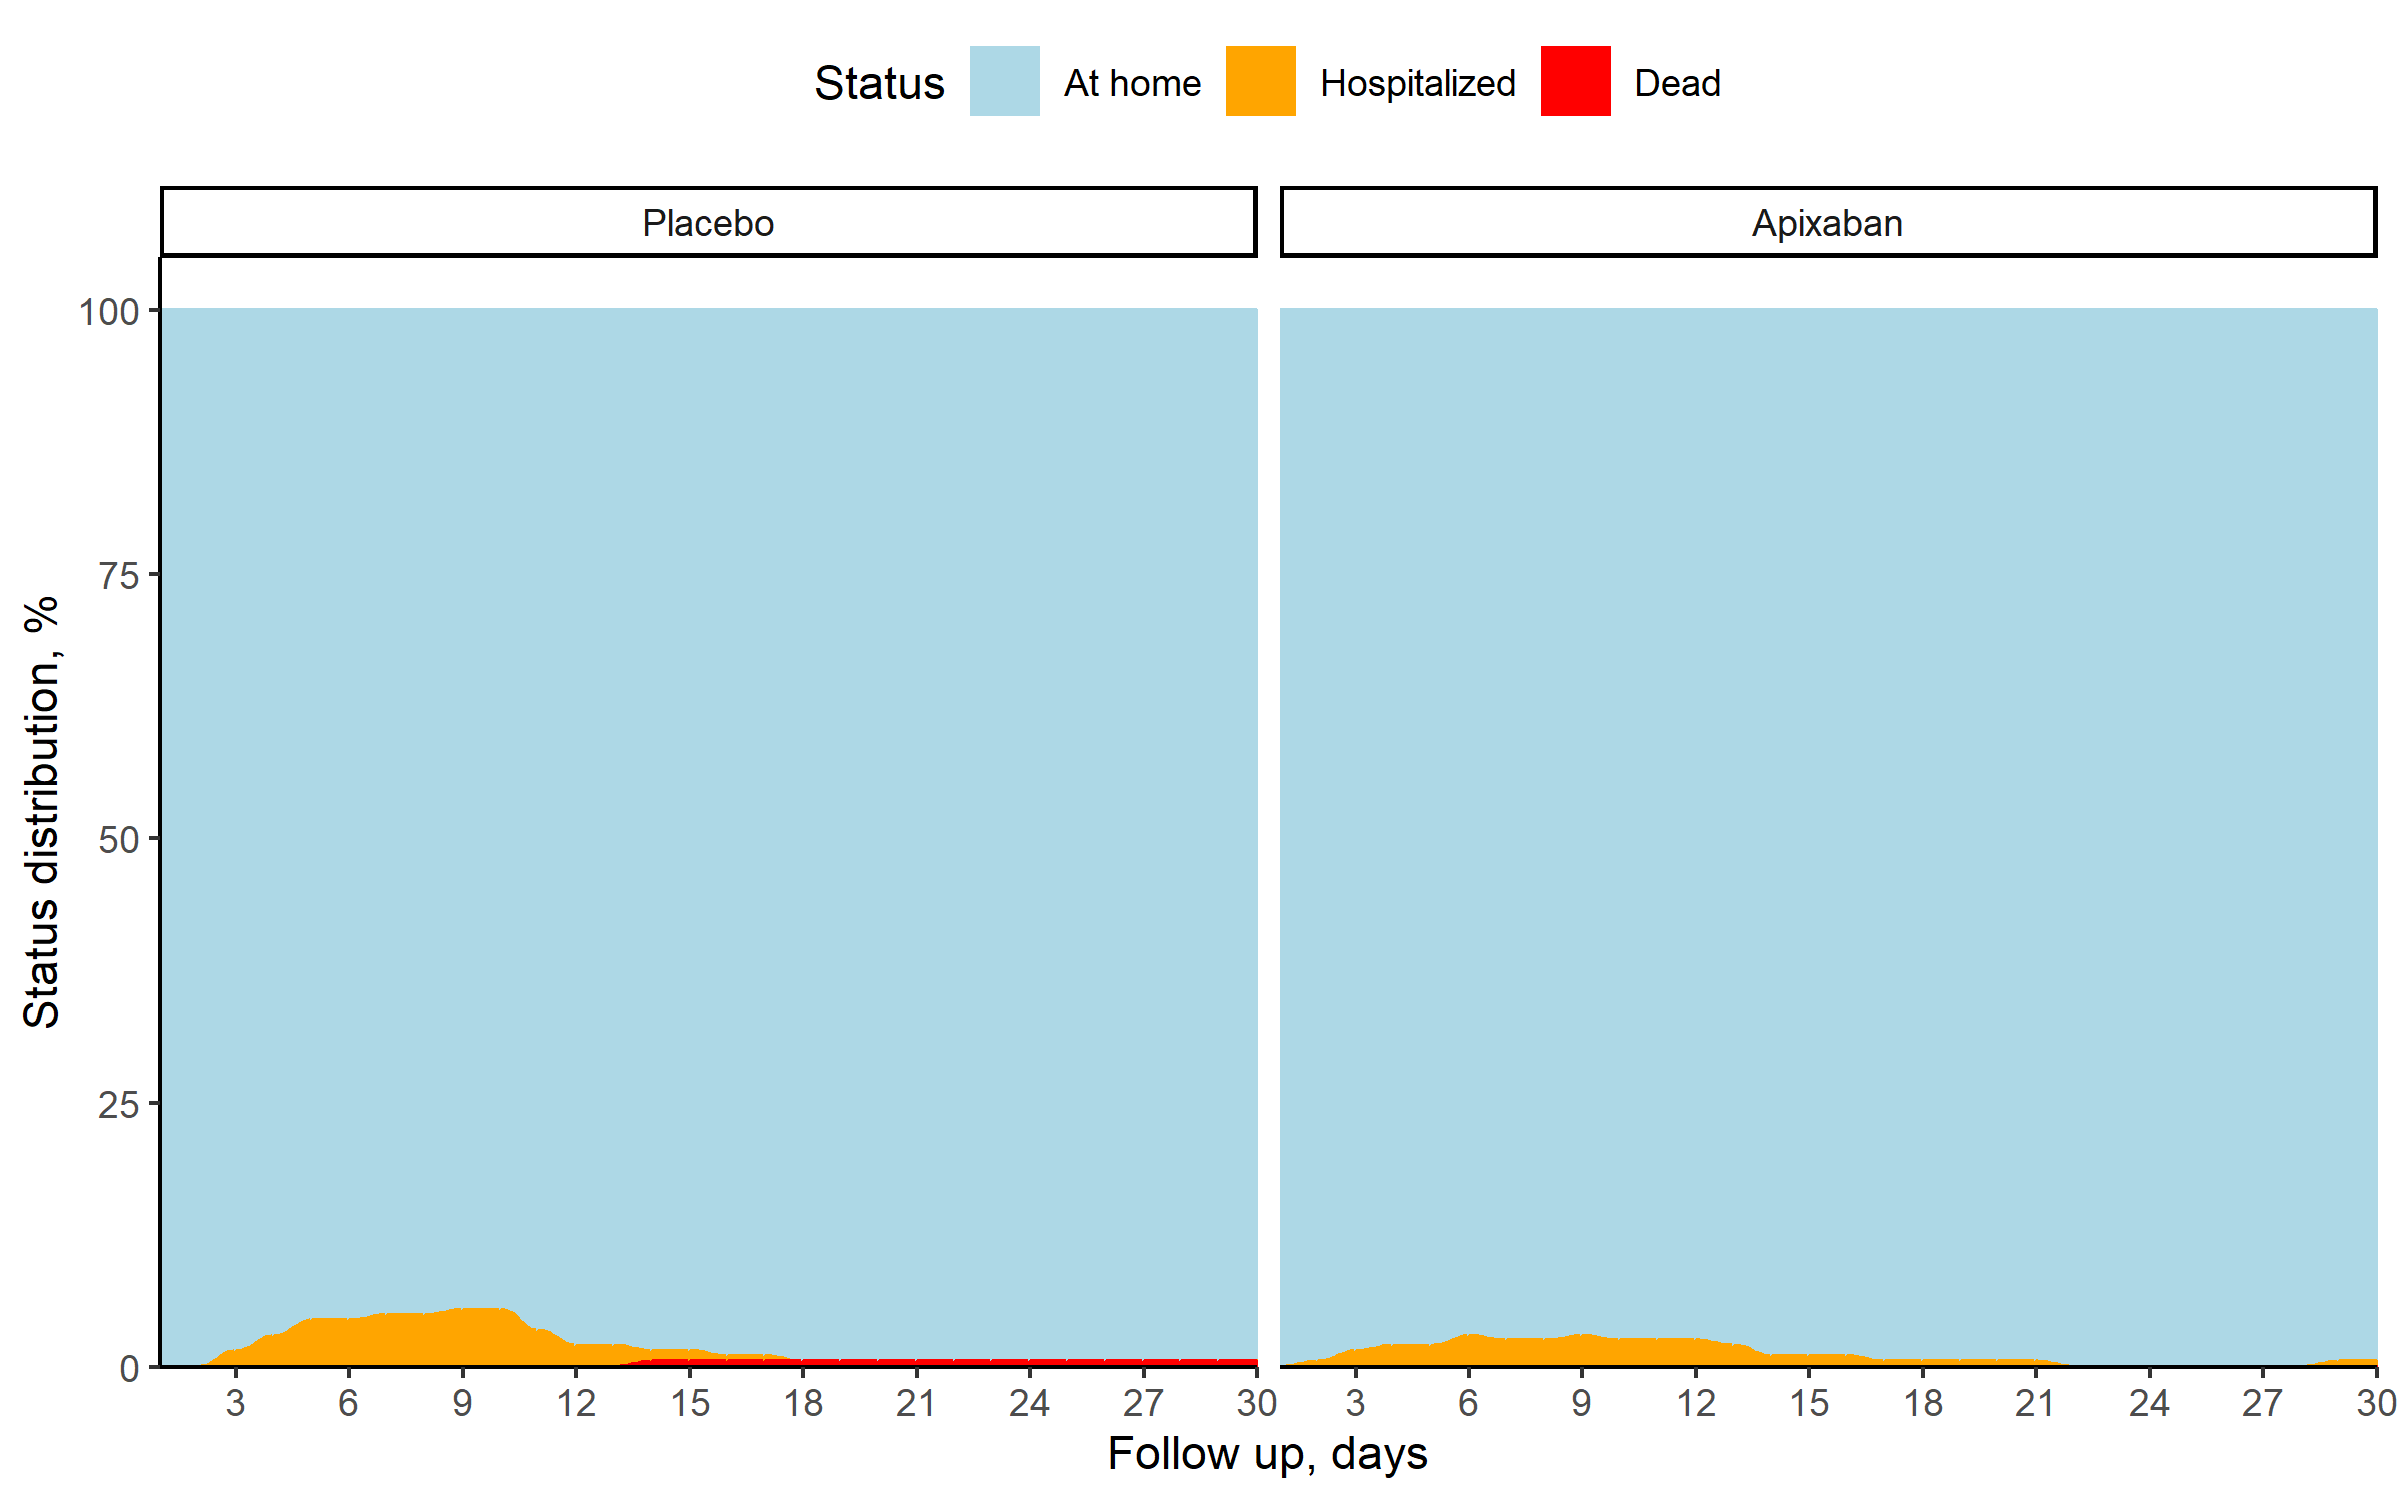 Status At home Hospitalized Dead
Placebo Apixaban
100
75
50
25
0
Status distribution, %
3 6 9 12 15 18 21 24 27 30 3 6 9 12 15 18 21 24 27 30
Follow up, days